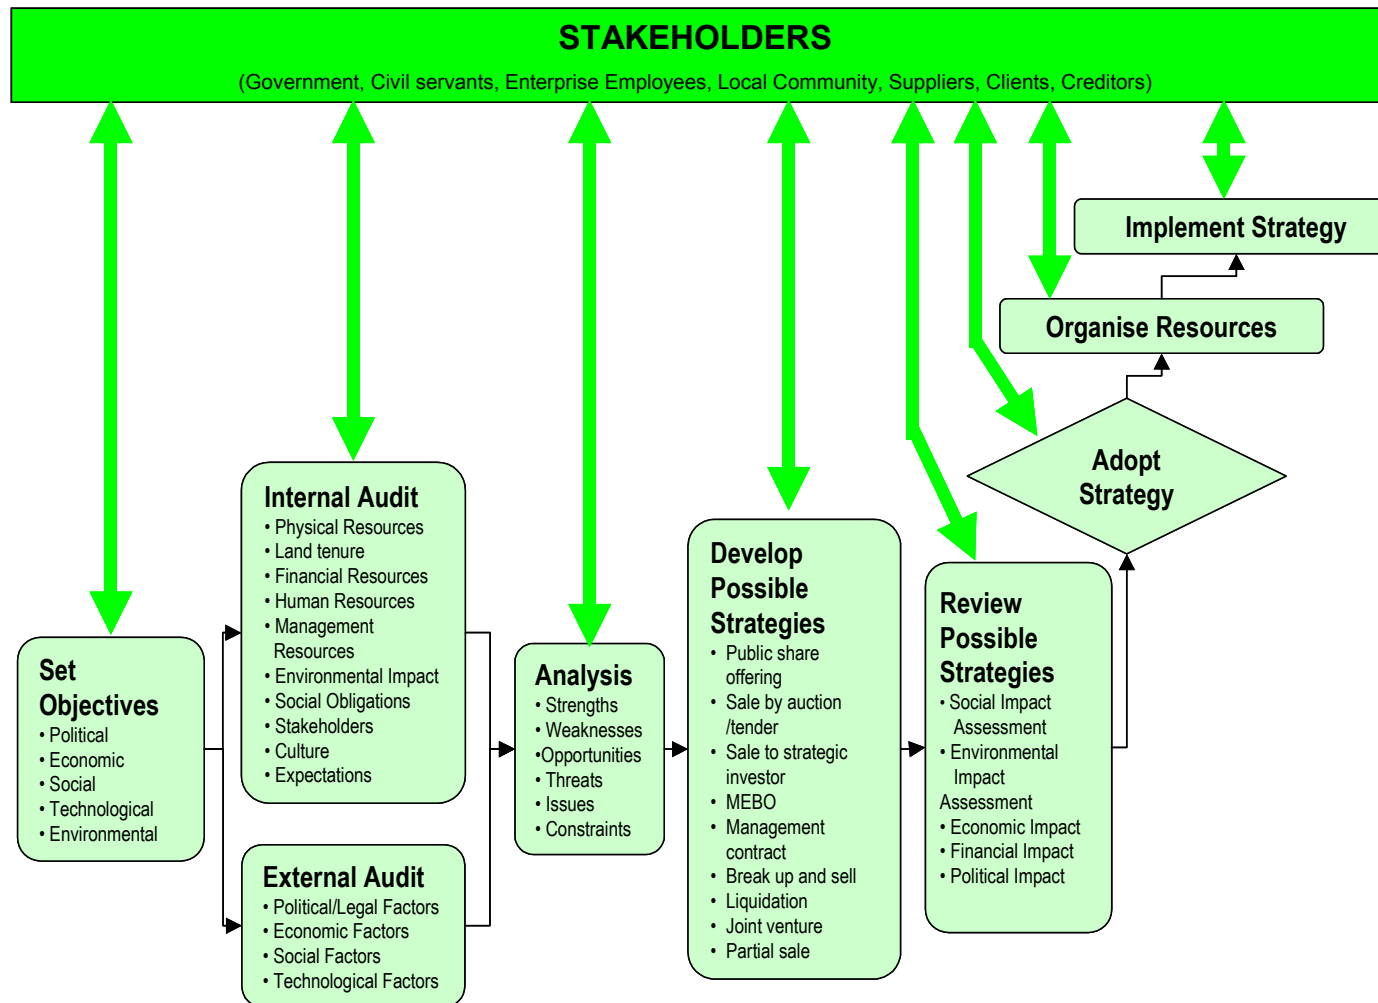 STAKEHOLDERS
(Government, Civil servants, Enterprise Employees, Local Community, Suppliers, Clients, Creditors)
Implement Strategy
Organise Resources
Adopt
Strategy
Set
Objectives
• Political
• Economic
• Social
• Technological
• Environmental
Internal Audit
• Physical Resources
• Land tenure
• Financial Resources
• Human Resources
• Management
Resources
• Environmental Impact
• Social Obligations
• Stakeholders
• Culture
• Expectations
External Audit
• Political/Legal Factors
• Economic Factors
• Social Factors
• Technological Factors
Analysis
• Strengths
• Weaknesses
•Opportunities
• Threats
• Issues
• Constraints
Develop
Possible
Strategies
• Public share
offering
• Sale by auction
/tender
• Sale to strategic
investor
• MEBO
• Management
contract
• Break up and sell
• Liquidation
• Joint venture
• Partial sale
Review
Possible
Strategies
• Social Impact
Assessment
• Environmental
Impact
Assessment
• Economic Impact
• Financial Impact
• Political Impact